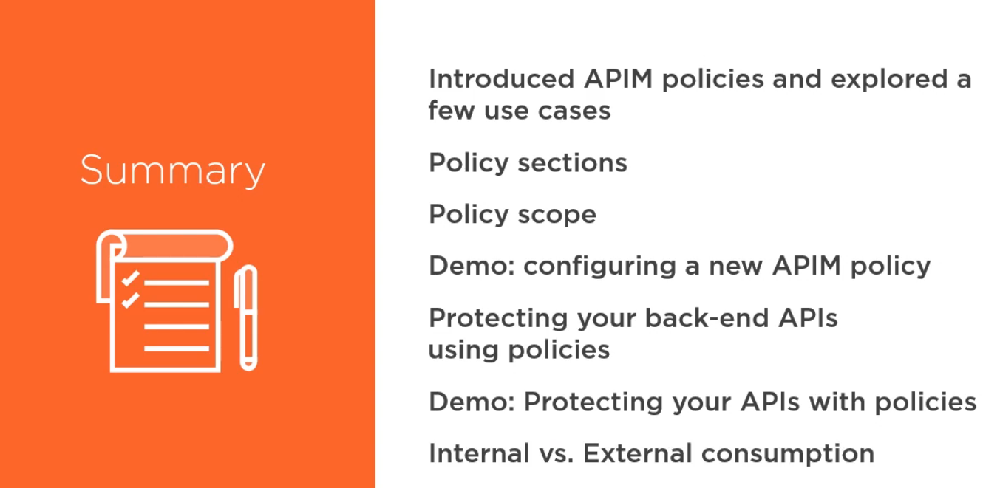 Summary
Introduced APIM policies and explored a
few use cases
Policy sections
Policy scope
Demo: configuring a new APIM policy
Protecting your back-end APIs
using policies
Demo: Protecting your APIs with policies
Internal vs. External consumption